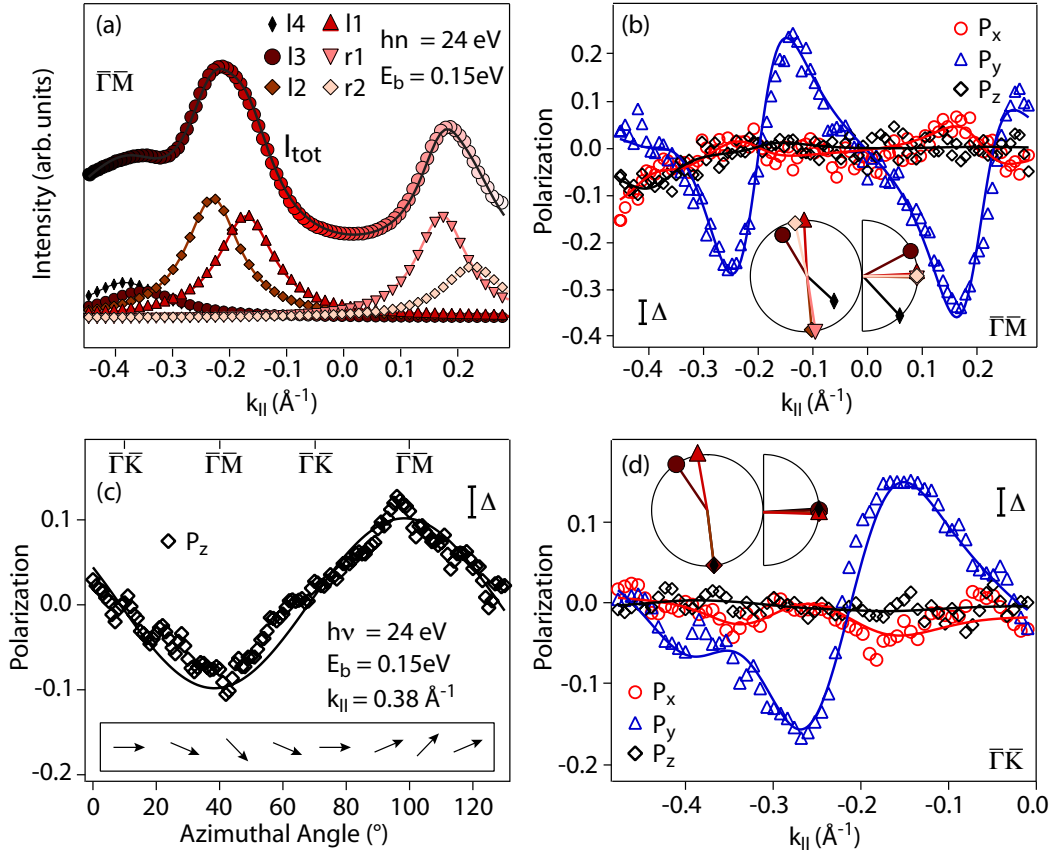 (a)
l4
l3
l2
l1
r1
r2
hn = 24 eV
E_b = 0.15eV
Γ̅M̅
I_tot
Intensity (arb. units)
-0.4 -0.3 -0.2 -0.1 0.0 0.1 0.2
k_|| (Å⁻¹)
(b)
P_x
P_y
P_z
0.2
0.1
0.0
-0.1
-0.2
-0.3
-0.4
Polarization
Δ
Γ̅M̅
-0.4 -0.3 -0.2 -0.1 0.0 0.1 0.2
k_|| (Å⁻¹)
Γ̅K̅ Γ̅M̅ Γ̅K̅ Γ̅M̅
(c)
Δ
P_z
0.1
0.0
-0.1
-0.2
Polarization
hν = 24 eV
E_b = 0.15eV
k_|| = 0.38 Å⁻¹
0 20 40 60 80 100 120
Azimuthal Angle (°)
(d)
Δ
0.1
0.0
-0.1
-0.2
Polarization
P_x
P_y
P_z
Γ̅K̅
-0.4 -0.3 -0.2 -0.1 0.0
k_|| (Å⁻¹)